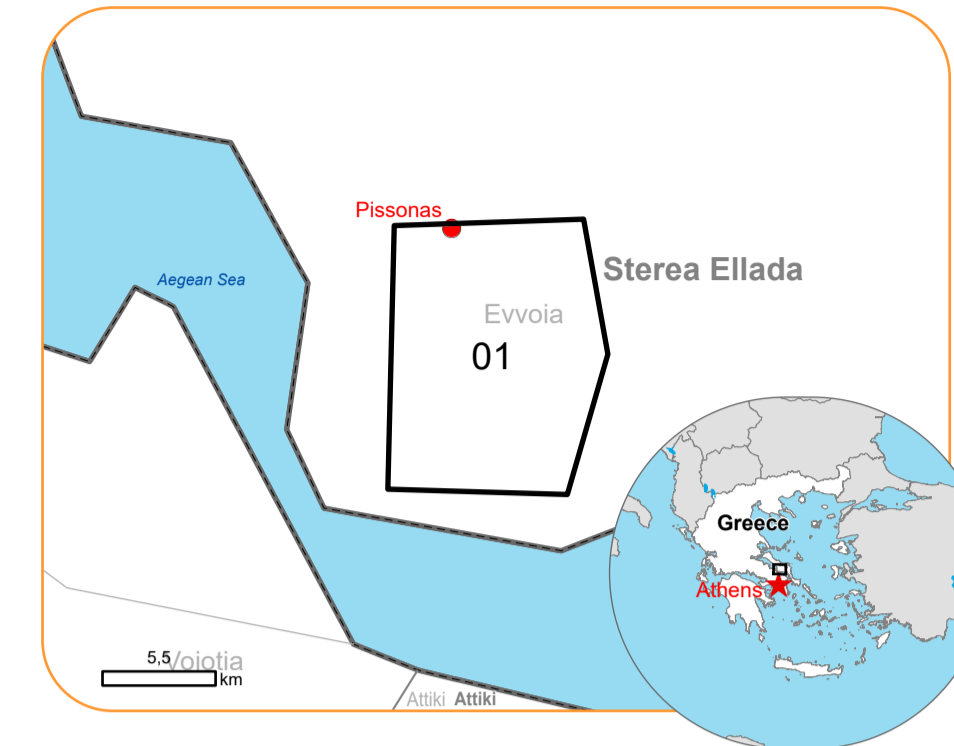 Pissonas
Sterea Ellada
Aegean Sea
Evvoia
01
Greece
Athens
5,5
Voiotia
km
Attiki Attiki